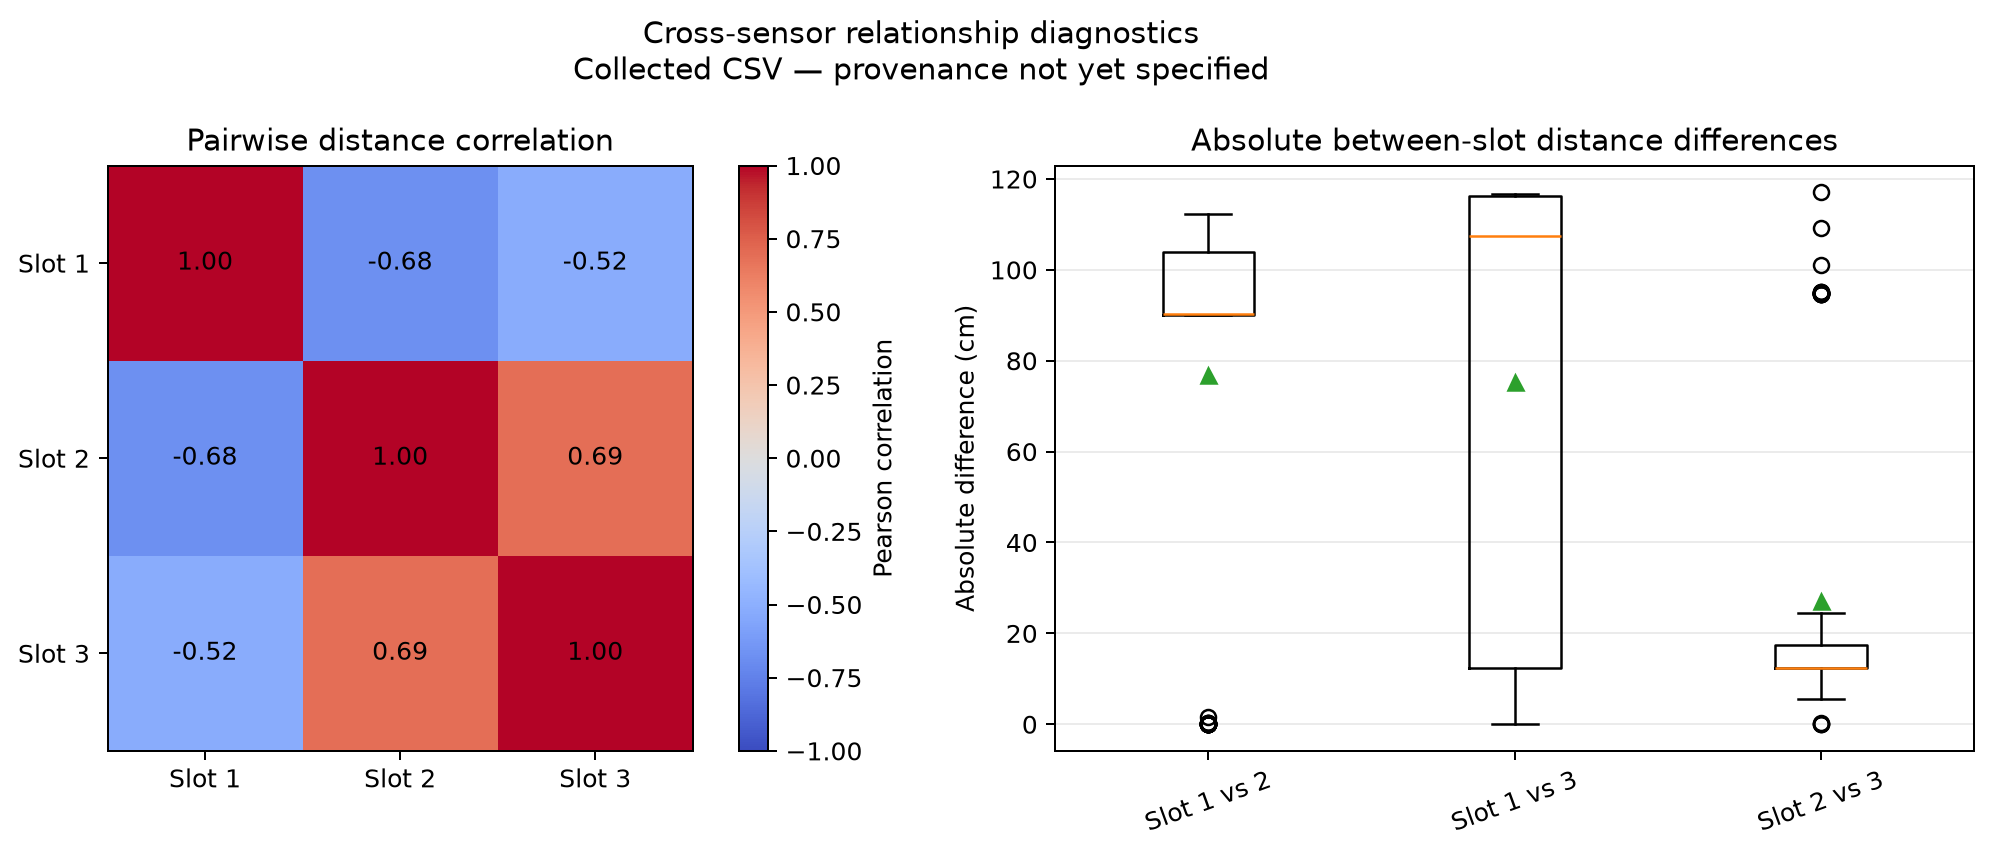 Cross-sensor relationship diagnostics
Collected CSV — provenance not yet specified
Pairwise distance correlation
Slot 1
Slot 2
Slot 3
1.00 -0.68 -0.52
-0.68 1.00 0.69
-0.52 0.69 1.00
Slot 1 Slot 2 Slot 3
1.00
0.75
0.50
0.25
0.00
−0.25
−0.50
−0.75
−1.00
Pearson correlation
Absolute between-slot distance differences
Absolute difference (cm)
120
100
80
60
40
20
0
Slot 1 vs 2
Slot 1 vs 3
Slot 2 vs 3